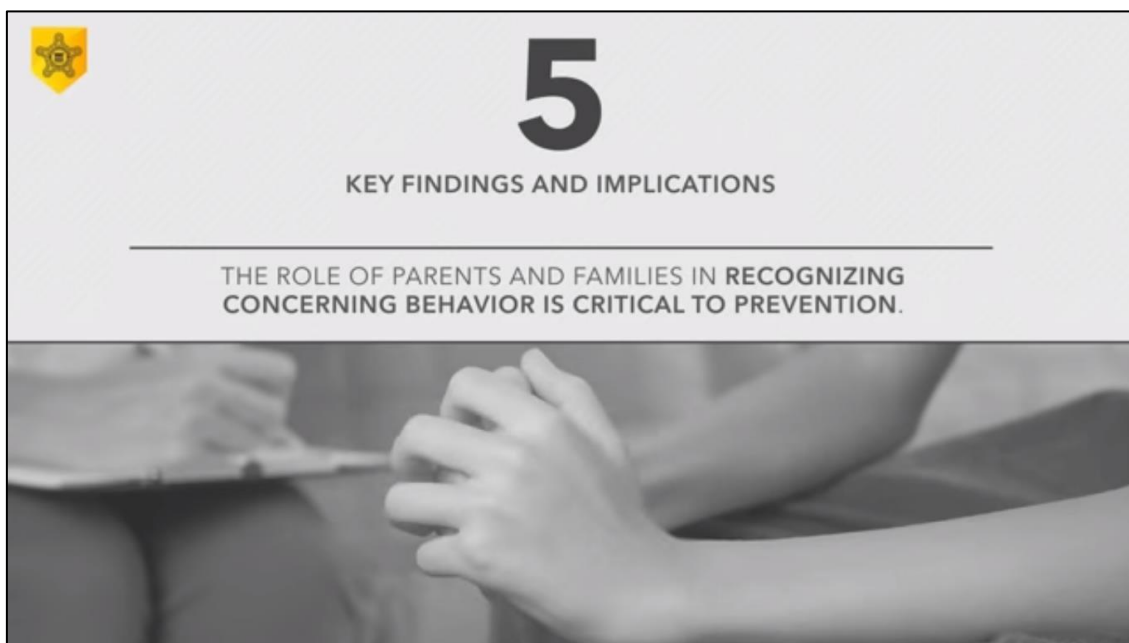 5
KEY FINDINGS AND IMPLICATIONS
THE ROLE OF PARENTS AND FAMILIES IN RECOGNIZING
CONCERNING BEHAVIOR IS CRITICAL TO PREVENTION.